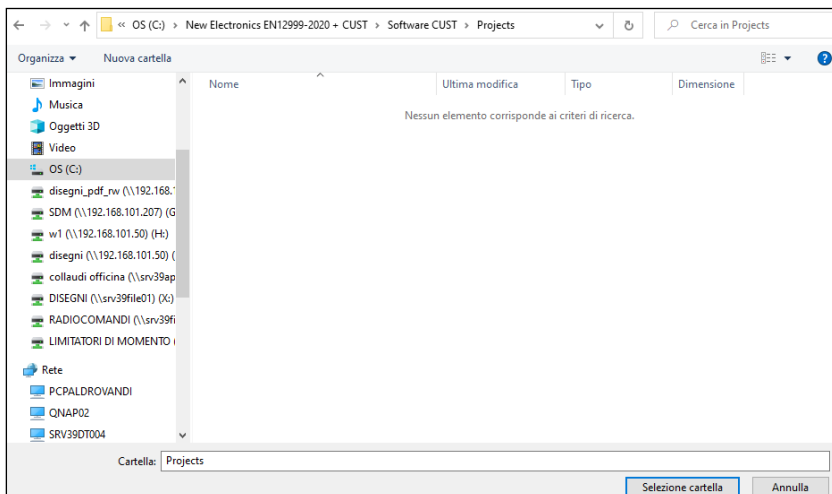 « OS (C:) › New Electronics EN12999-2020 + CUST › Software CUST › Projects
Cerca in Projects
Organizza
Nuova cartella
Immagini
Musica
Oggetti 3D
Video
OS (C:)
disegni_pdf_rw (\\192.168.
SDM (\\192.168.101.207) (G
w1 (\\192.168.101.50) (H:)
disegni (\\192.168.101.50) (
collaudi officina (\\srv39ap
DISEGNI (\\srv39file01) (X:)
RADIOCOMANDI (\\srv39fi
LIMITATORI DI MOMENTO (
Rete
PCPALDROVANDI
QNAP02
SRV39DT004
Nome Ultima modifica Tipo Dimensione
Nessun elemento corrisponde ai criteri di ricerca.
Cartella: Projects
Selezione cartella Annulla